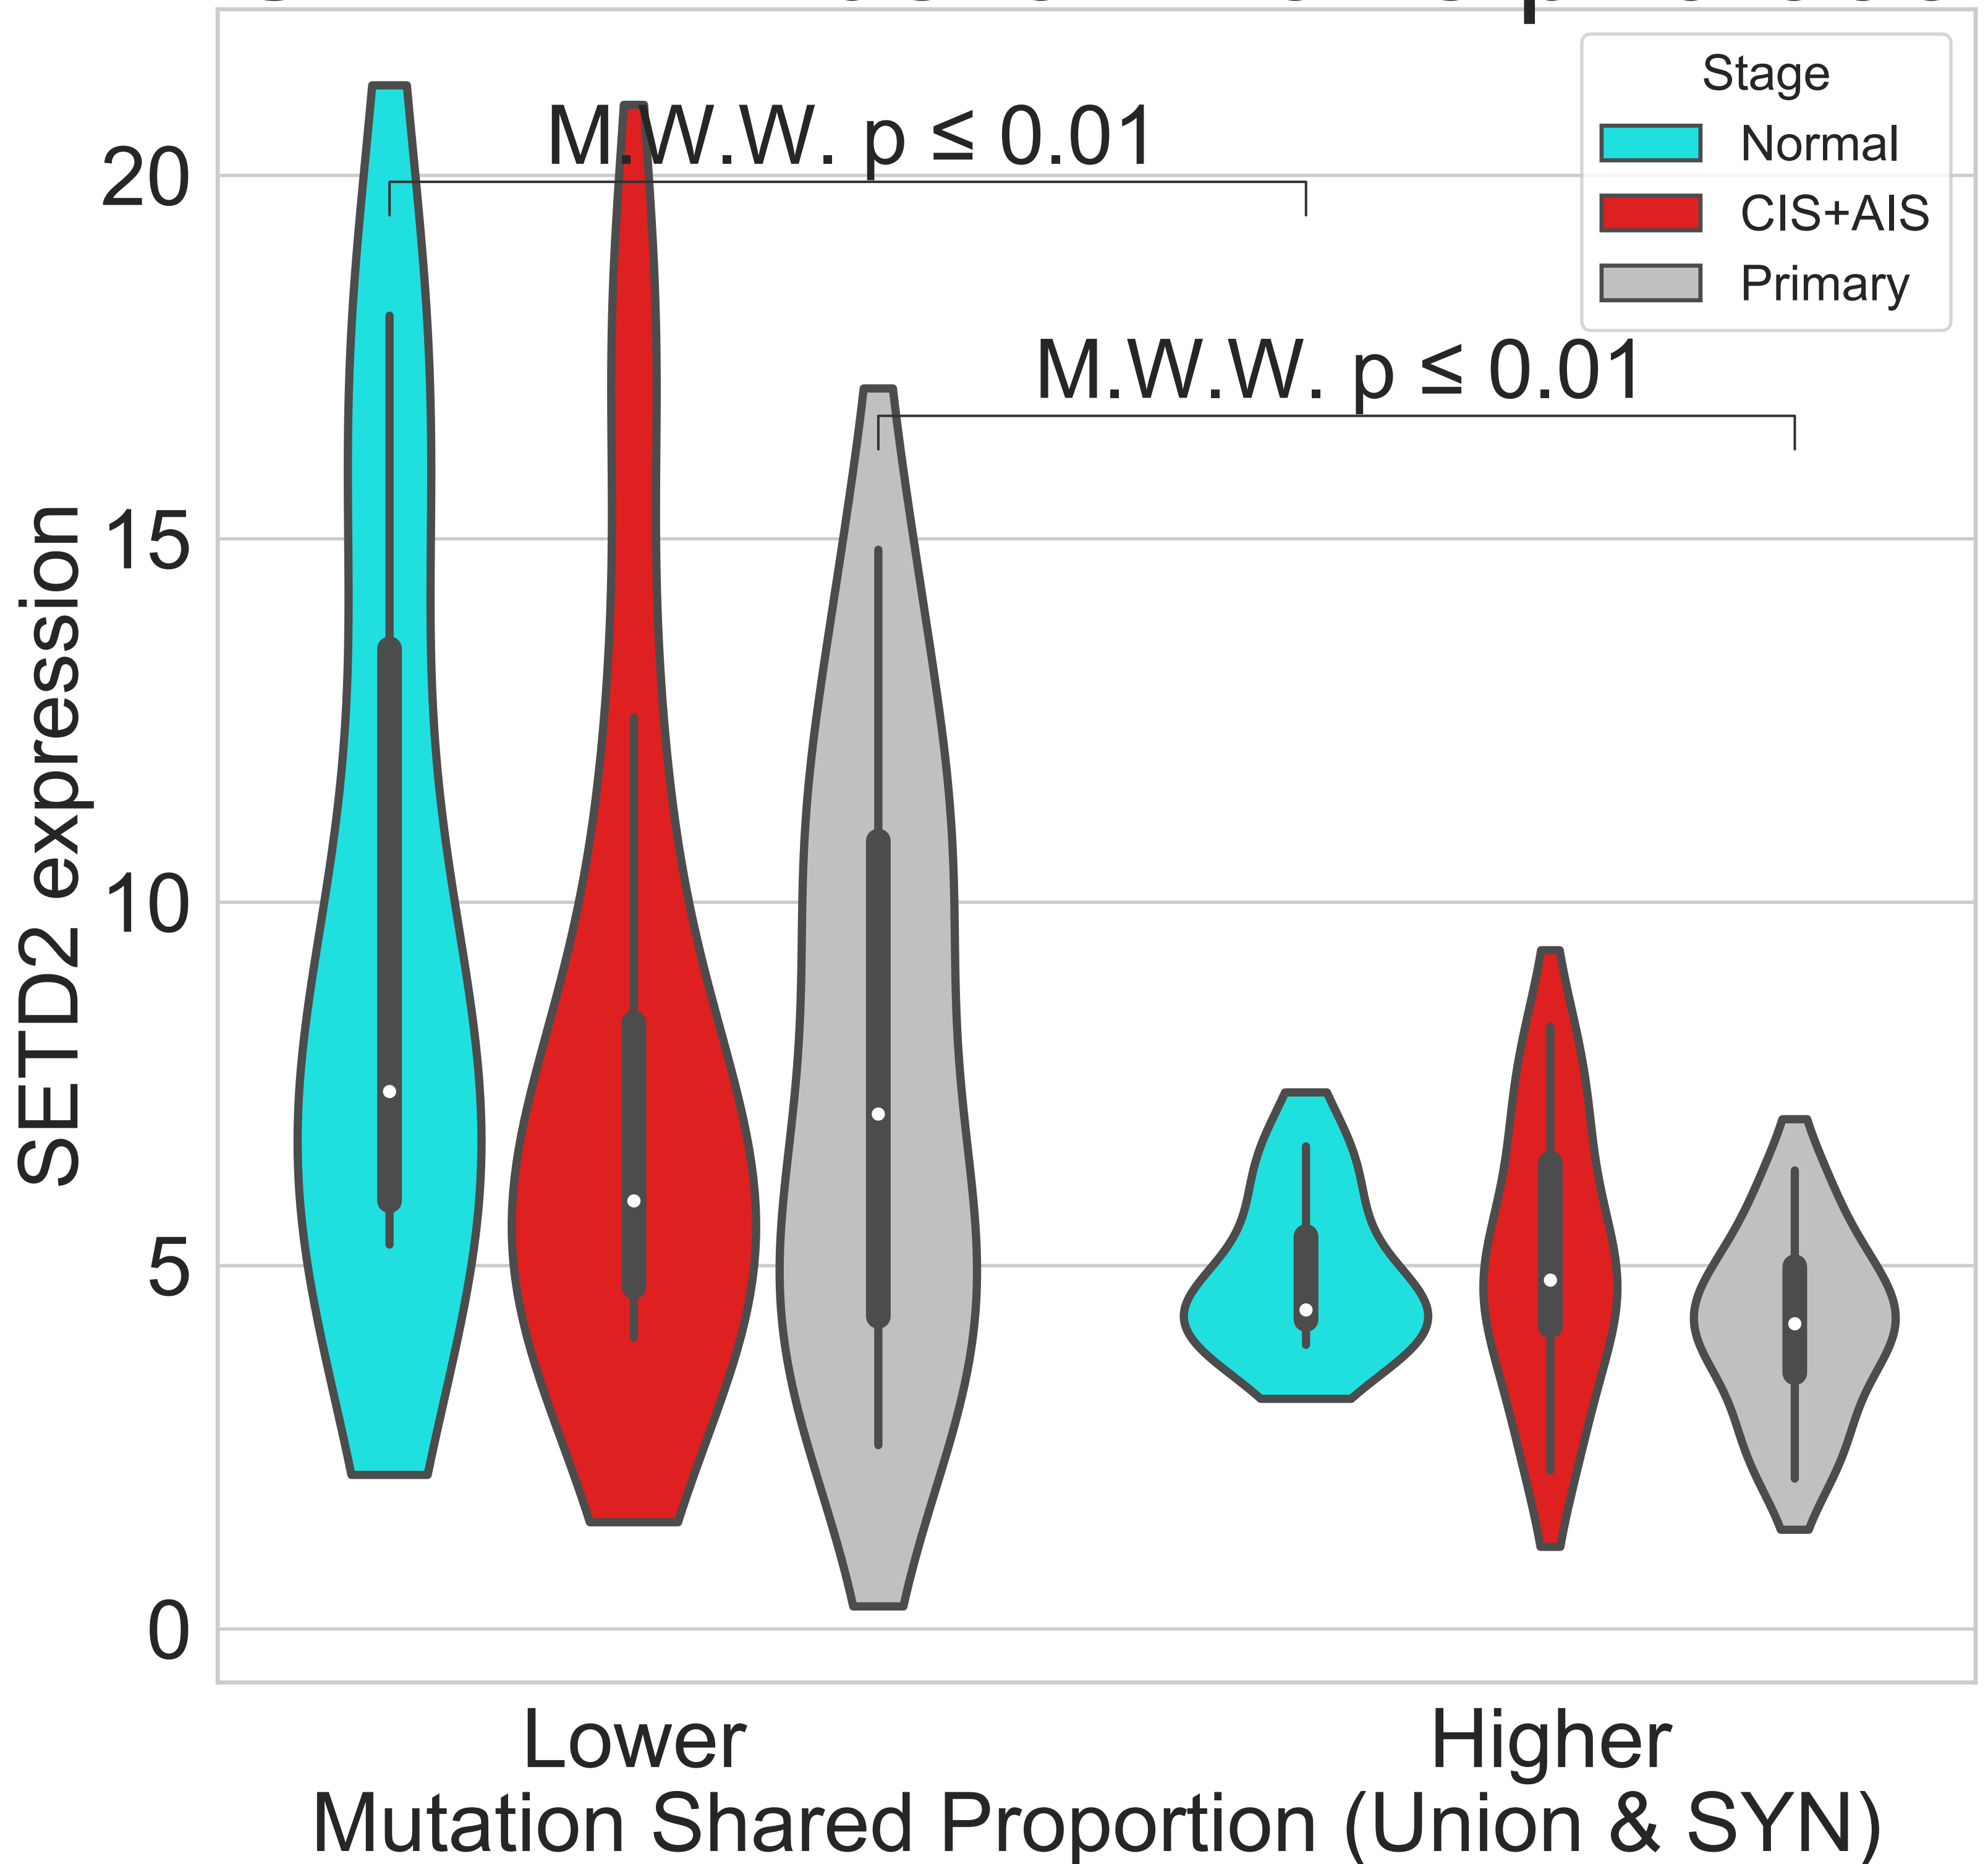 Stage
Normal
CIS+AIS
Primary
M.W.W. p ≤ 0.01
M.W.W. p ≤ 0.01
SETD2 expression
20
15
10
5
0
Lower
Higher
Mutation Shared Proportion (Union & SYN)